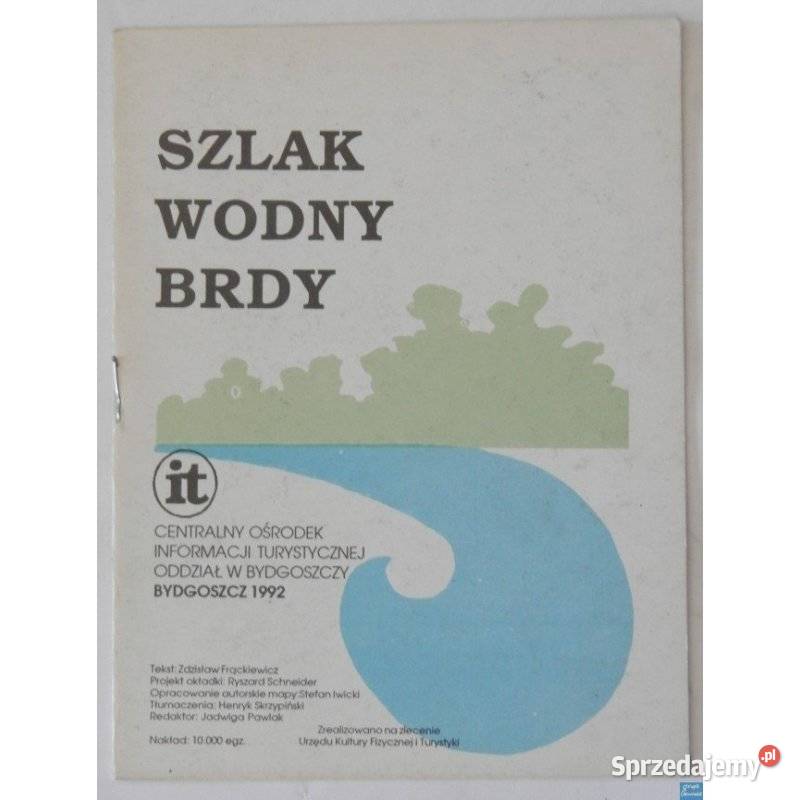 SZLAK
WODNY
BRDY
it
CENTRALNY OŚRODEK
INFORMACJI TURYSTYCZNEJ
ODDZIAŁ W BYDGOSZCZY
BYDGOSZCZ 1992
Tekst: Zdzisław Frąckiewicz
Projekt okładki: Ryszard Schneider
Opracowanie autorskie mapy: Stefan Iwicki
Tłumaczenia: Henryk Skrzypiński
Redaktor: Jadwiga Pawlak
Nakład: 10.000 egz.
Zrealizowano na zlecenie
Urzędu Kultury Fizycznej i Turystyki
Sprzedajemy.pl